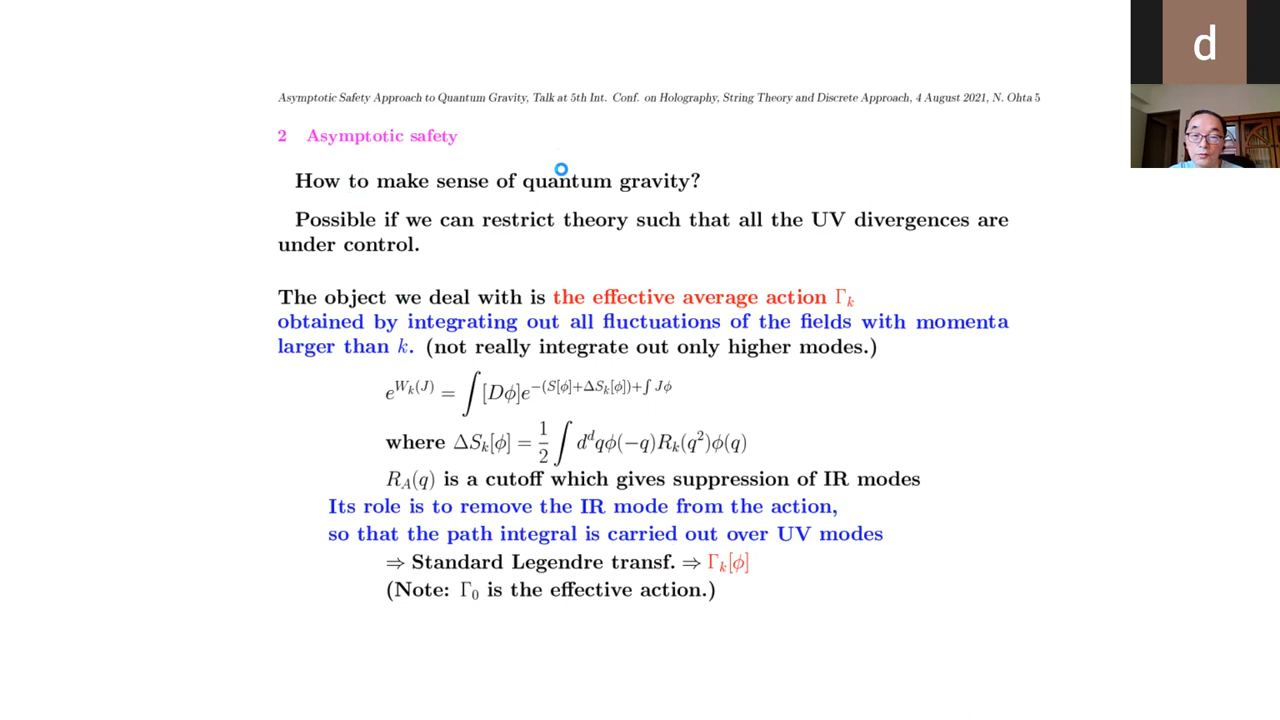 d
Asymptotic Safety Approach to Quantum Gravity, Talk at 5th Int. Conf. on Holography, String Theory and Discrete Approach, 4 August 2021, N. Ohta 5
2 Asymptotic safety
How to make sense of quantum gravity?
Possible if we can restrict theory such that all the UV divergences are
under control.
The object we deal with is the effective average action Γ_k
obtained by integrating out all fluctuations of the fields with momenta
larger than k. (not really integrate out only higher modes.)
e^{W_k(J)} = ∫[Dϕ]e^{−(S[ϕ]+ΔS_k[ϕ])+∫ Jϕ}
where ΔS_k[ϕ] = 1/2 ∫ d^d qϕ(−q)R_k(q²)ϕ(q)
R_A(q) is a cutoff which gives suppression of IR modes
Its role is to remove the IR mode from the action,
so that the path integral is carried out over UV modes
⇒ Standard Legendre transf. ⇒ Γ_k[ϕ]
(Note: Γ_0 is the effective action.)